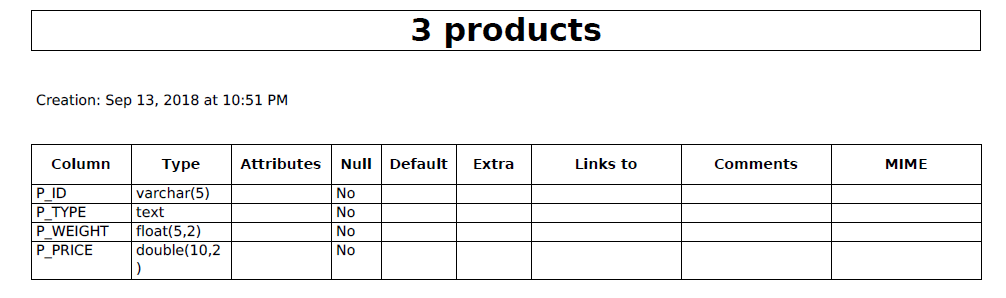 3 products
Creation: Sep 13, 2018 at 10:51 PM
Column Type Attributes Null Default Extra Links to Comments MIME
P_ID varchar(5) No
P_TYPE text No
P_WEIGHT float(5,2) No
P_PRICE double(10,2 No
)